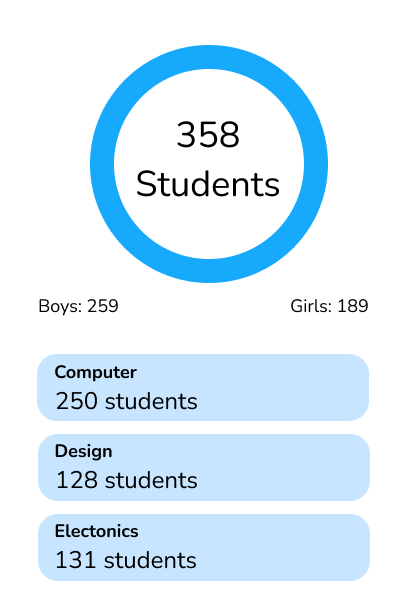 358
Students
Boys: 259
Girls: 189
Computer
250 students
Design
128 students
Electonics
131 students